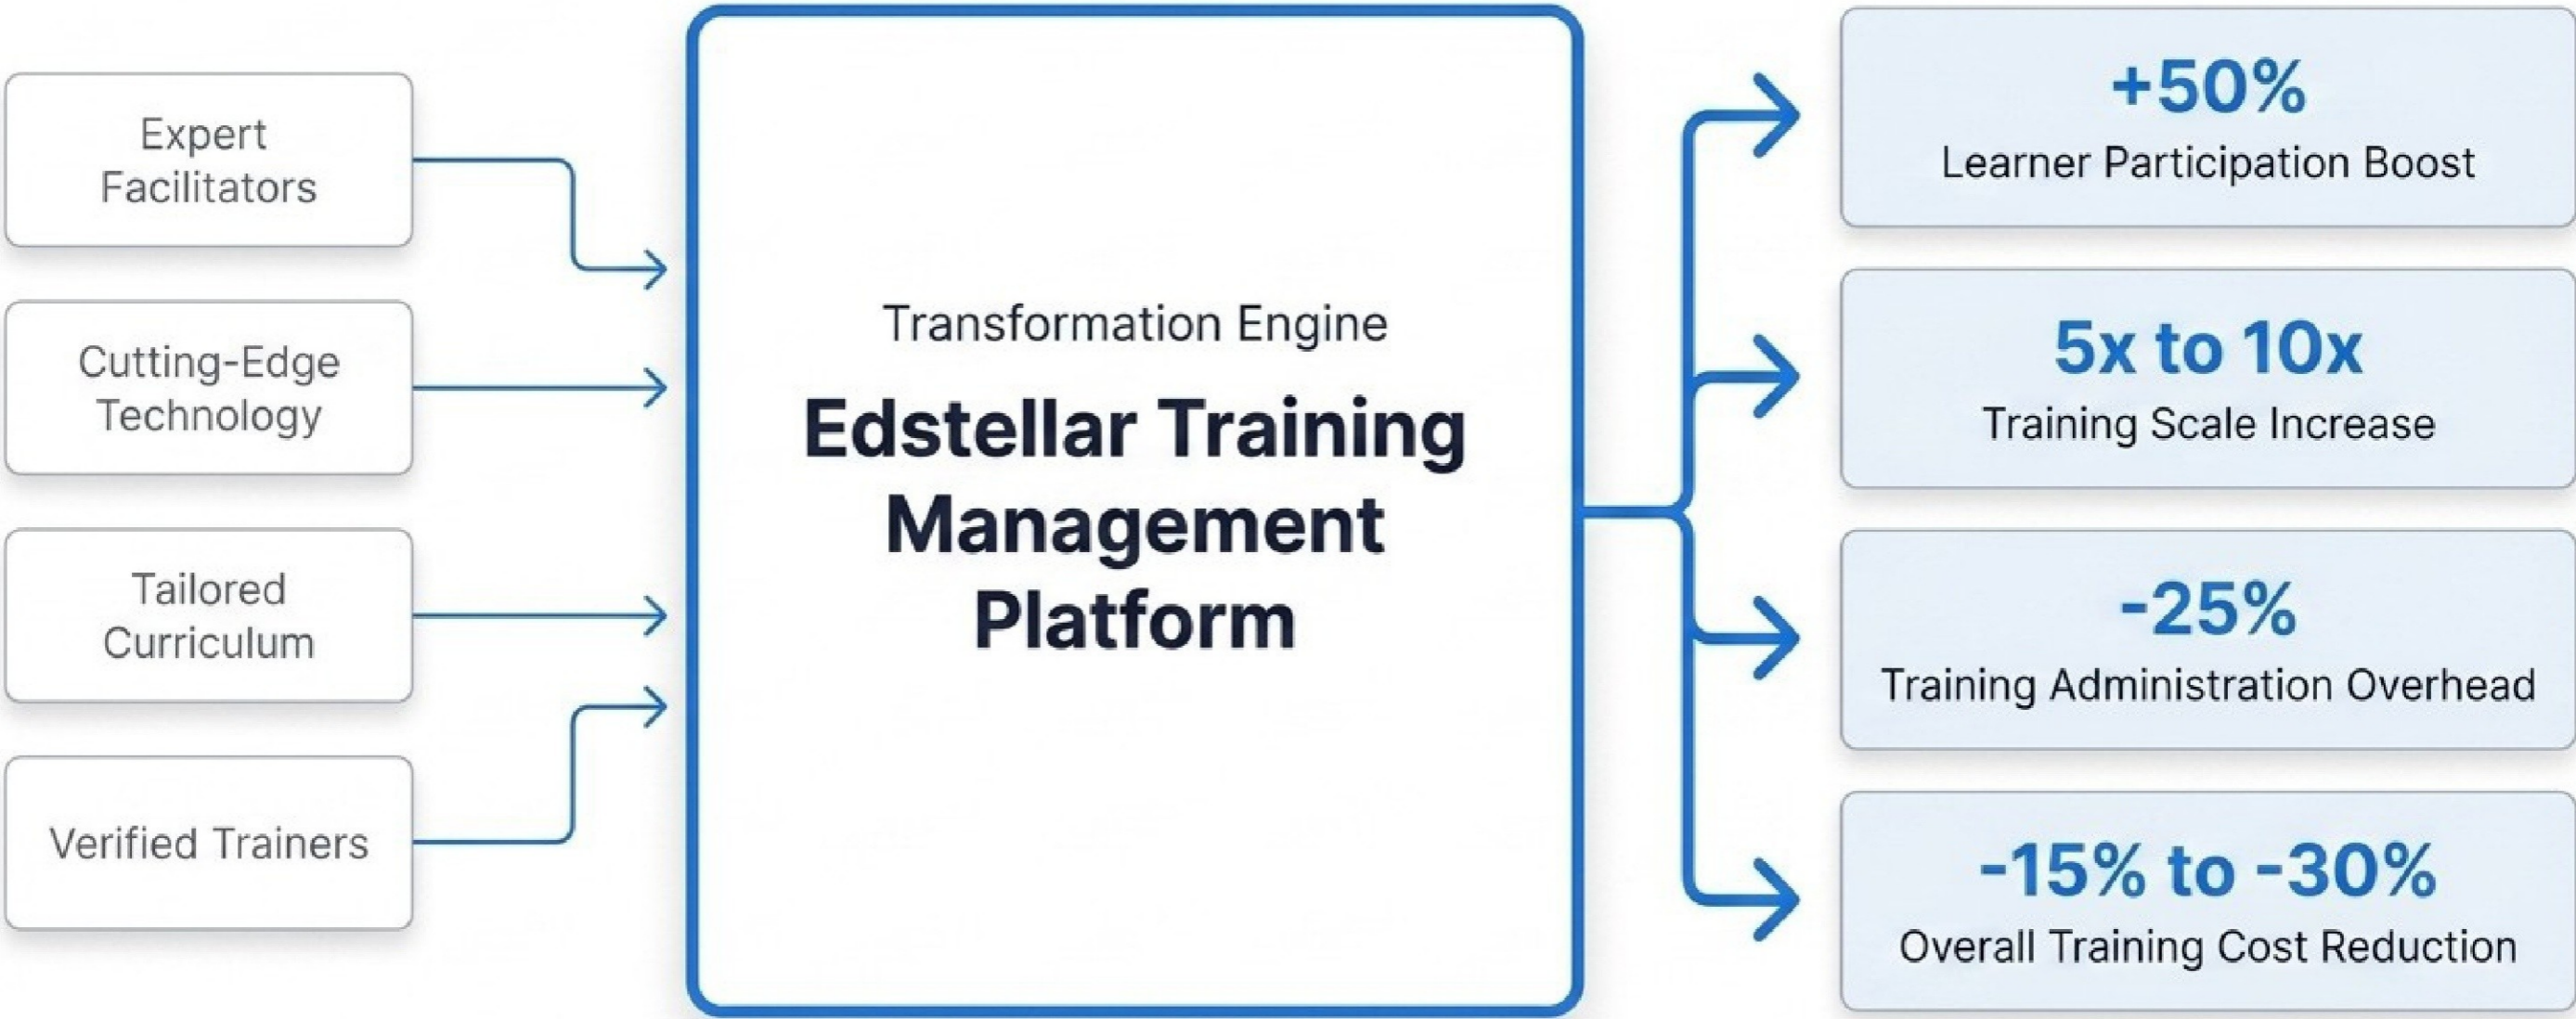 Expert
Facilitators
Cutting-Edge
Technology
Tailored
Curriculum
Verified Trainers
Transformation Engine
Edstellar Training
Management
Platform
+50%
Learner Participation Boost
5x to 10x
Training Scale Increase
-25%
Training Administration Overhead
-15% to -30%
Overall Training Cost Reduction